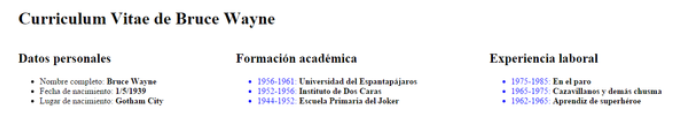 Curriculum Vitae de Bruce Wayne
Datos personales
Nombre completo: Bruce Wayne
Fecha de nacimiento: 1/5/1939
Lugar de nacimiento: Gotham City
Formación académica
1956-1961: Universidad del Espantapájaros
1952-1956: Instituto de Dos Caras
1944-1952: Escuela Primaria del Joker
Experiencia laboral
1975-1985: En el paro
1965-1975: Cazavillanos y demás chusma
1962-1965: Aprendiz de superhéroe